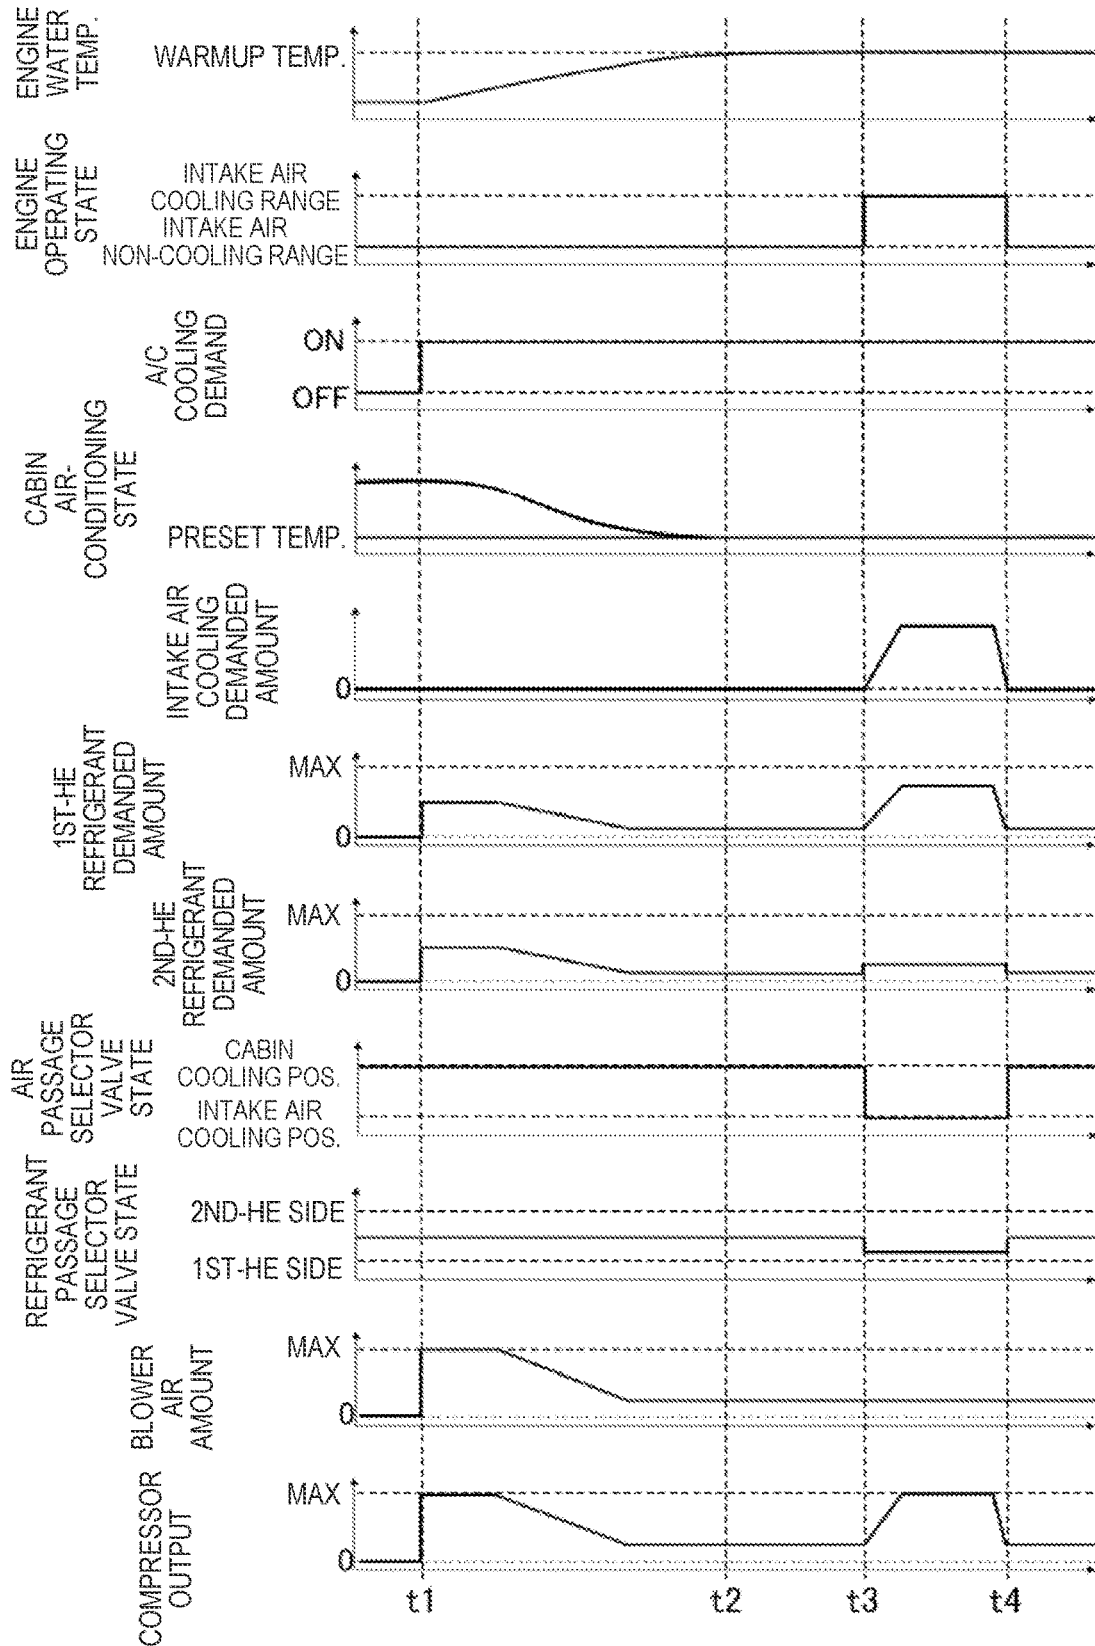 ENGINE
WATER
TEMP.
WARMUP TEMP.
ENGINE
OPERATING
STATE
INTAKE AIR
COOLING RANGE
INTAKE AIR
NON-COOLING RANGE
A/C
COOLING
DEMAND
ON
OFF
CABIN
AIR-
CONDITIONING
STATE
PRESET TEMP.
INTAKE AIR
COOLING
DEMANDED
AMOUNT
0
1ST-HE
REFRIGERANT
DEMANDED
AMOUNT
MAX
0
2ND-HE
REFRIGERANT
DEMANDED
AMOUNT
MAX
0
AIR
PASSAGE
SELECTOR
VALVE
STATE
CABIN
COOLING POS.
INTAKE AIR
COOLING POS.
REFRIGERANT
PASSAGE
SELECTOR
VALVE STATE
2ND-HE SIDE
1ST-HE SIDE
BLOWER
AIR
AMOUNT
MAX
0
COMPRESSOR
OUTPUT
MAX
0
t1 t2 t3 t4